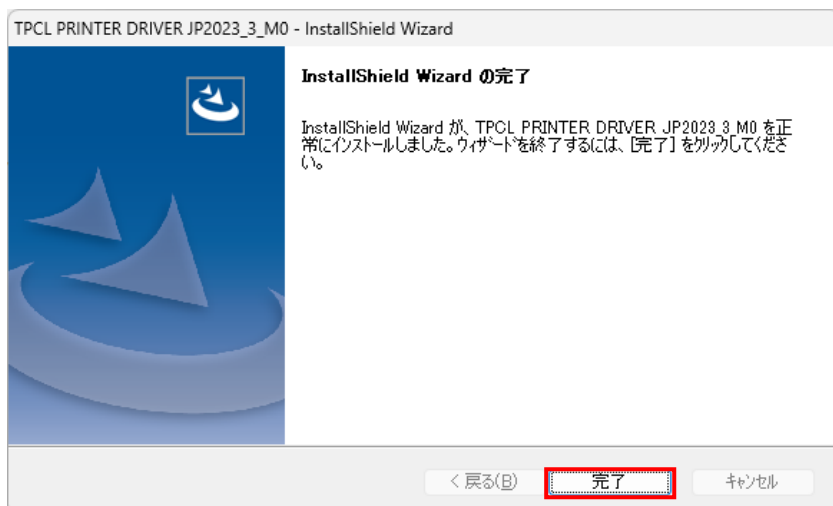 TPCL PRINTER DRIVER JP2023_3_M0 - InstallShield Wizard
InstallShield Wizard の完了
InstallShield Wizard が、TPCL PRINTER DRIVER JP2023_3_M0 を正
常にインストールしました。ウィザードを終了するには、[完了] をクリックしてくださ
い。
< 戻る(B) 完了 キャンセル